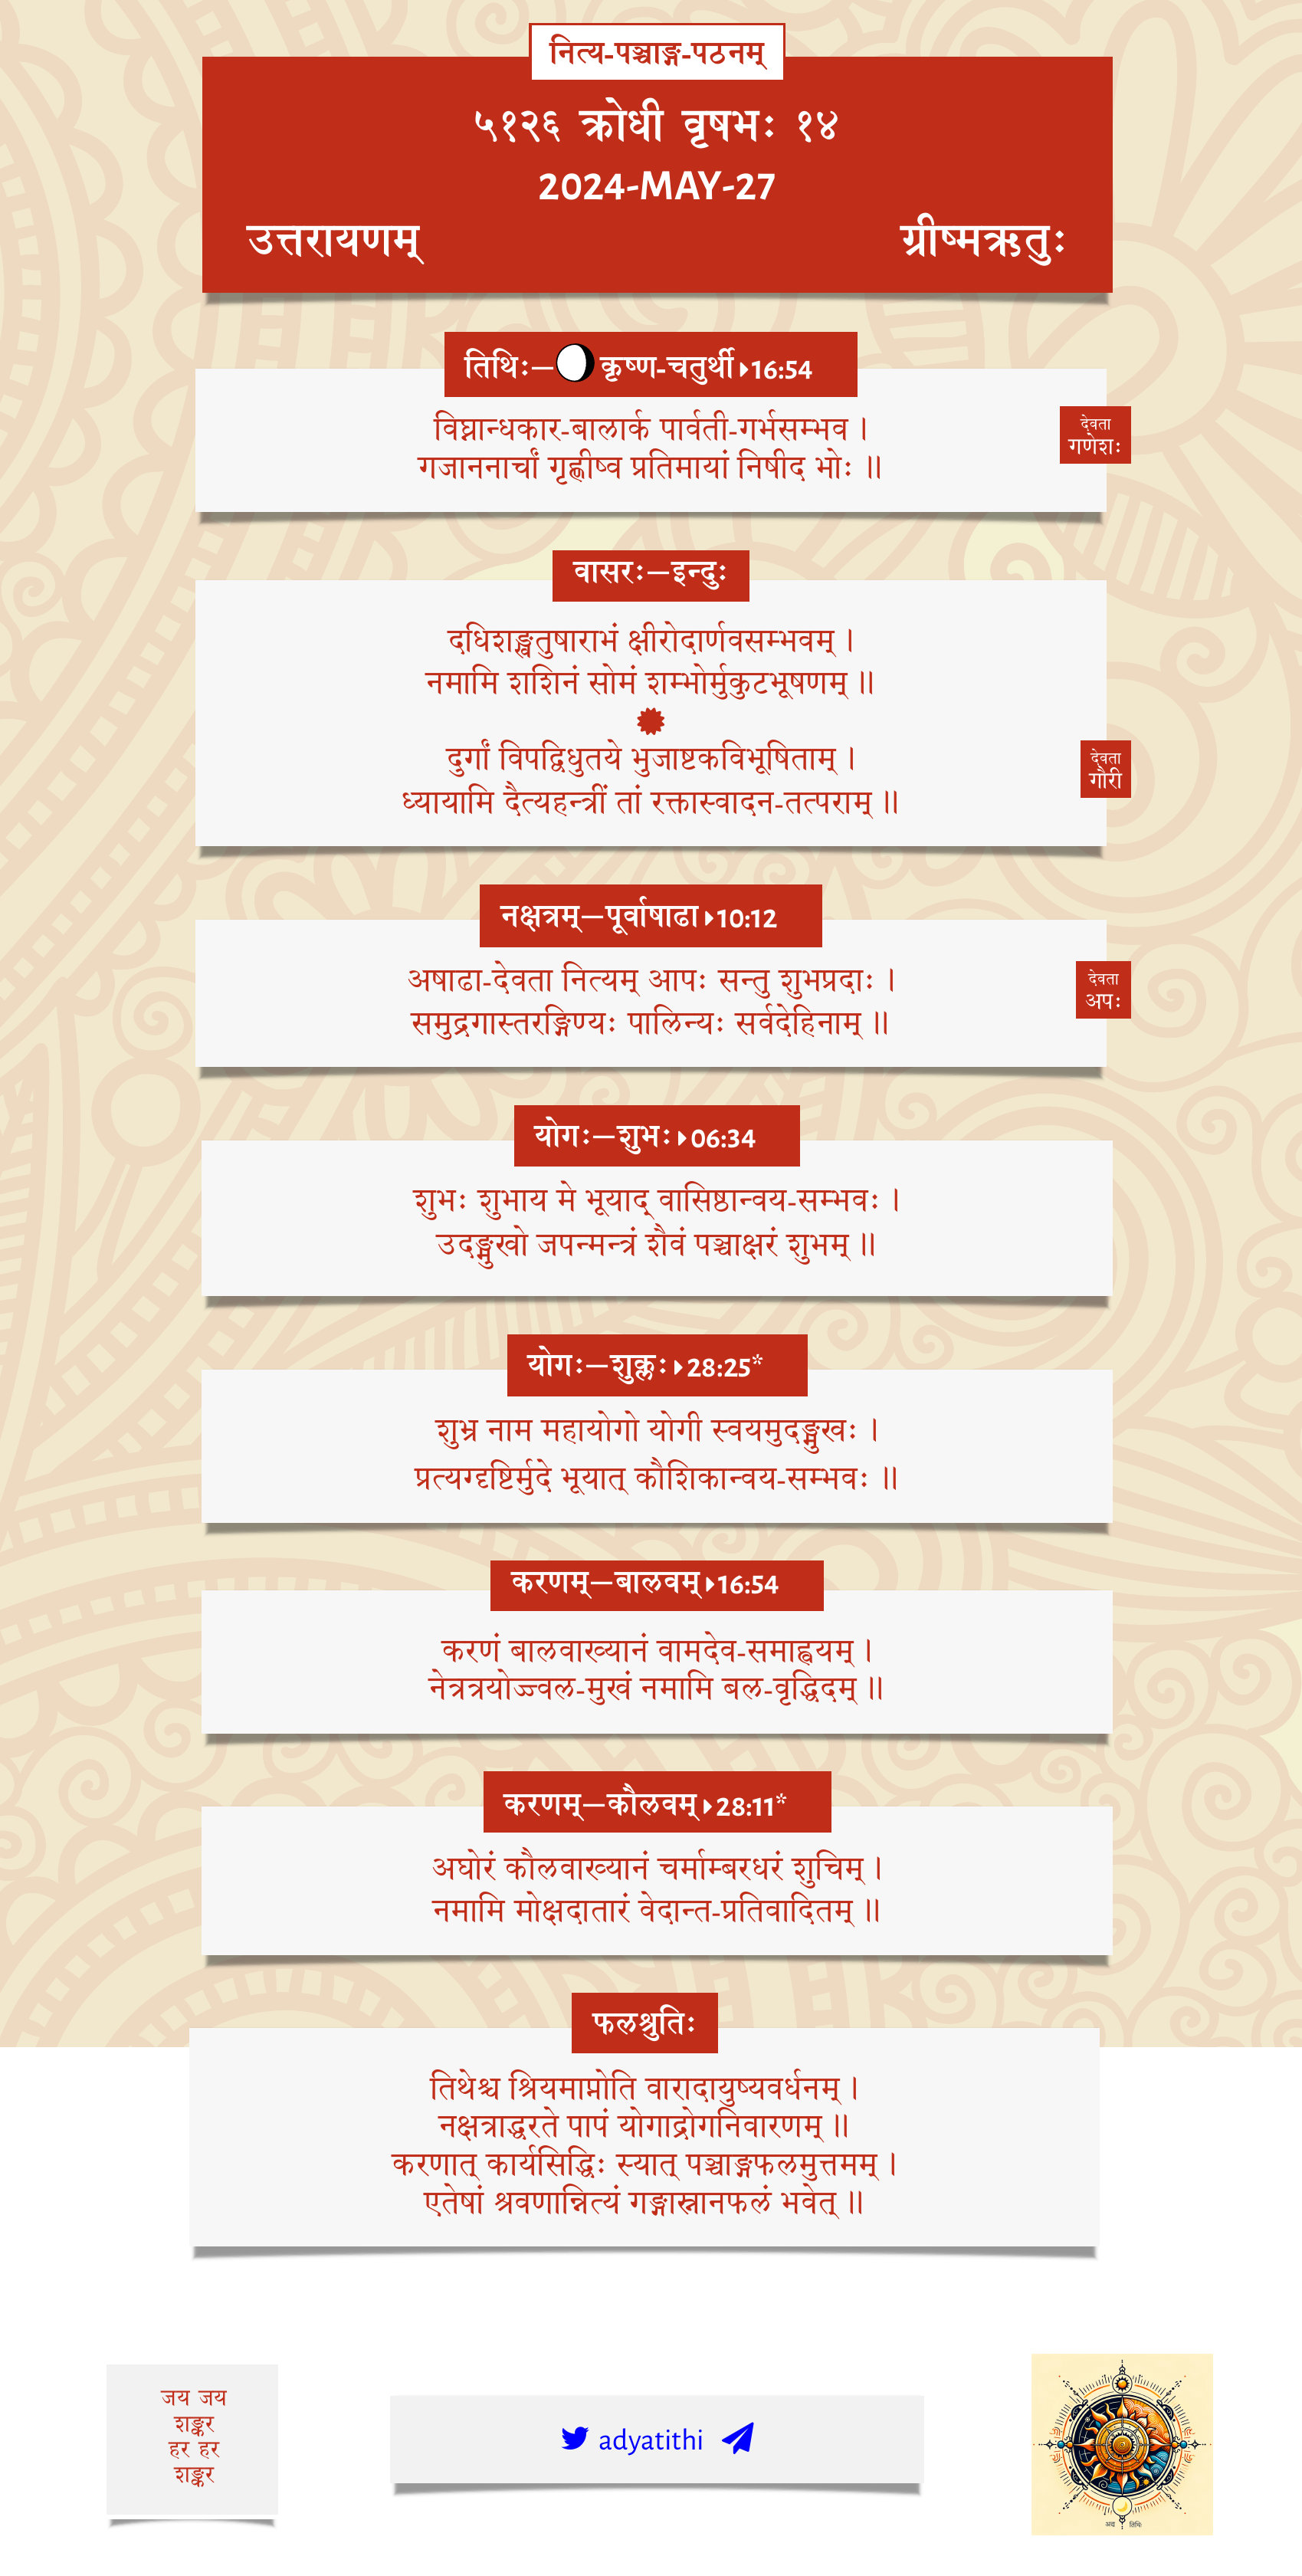 नित्य-पञ्चाङ्ग-पठनम्
५१२६ क्रोधी वृषभः १४
2024-MAY-27
उत्तरायणम् ग्रीष्मऋतुः
तिथिः—कृष्ण-चतुर्थी 16:54
विघ्नान्धकार-बालार्क पार्वती-गर्भसम्भव ।
गजाननार्चां गृह्णीष्व प्रतिमायां निषीद भोः ॥
देवता
गणेशः
वासरः—इन्दुः
दधिशङ्खतुषाराभं क्षीरोदार्णवसम्भवम् ।
नमामि शशिनं सोमं शम्भोर्मुकुटभूषणम् ॥
दुर्गां विपद्विधुतये भुजाष्टकविभूषिताम् ।
ध्यायामि दैत्यहन्त्रीं तां रक्तास्वादन-तत्पराम् ॥
देवता
गौरी
नक्षत्रम्—पूर्वाषाढा 10:12
अषाढा-देवता नित्यम् आपः सन्तु शुभप्रदाः ।
समुद्रगास्तरङ्गिण्यः पालिन्यः सर्वदेहिनाम् ॥
देवता
अपः
योगः—शुभः 06:34
शुभः शुभाय मे भूयाद् वासिष्ठान्वय-सम्भवः ।
उदङ्मुखो जपन्मन्त्रं शैवं पञ्चाक्षरं शुभम् ॥
योगः—शुक्लः 28:25*
शुभ्र नाम महायोगो योगी स्वयमुदङ्मुखः ।
प्रत्यग्दृष्टिर्मुदे भूयात् कौशिकान्वय-सम्भवः ॥
करणम्—बालवम् 16:54
करणं बालवाख्यानं वामदेव-समाह्वयम् ।
नेत्रत्रयोज्ज्वल-मुखं नमामि बल-वृद्धिदम् ॥
करणम्—कौलवम् 28:11*
अघोरं कौलवाख्यानं चर्माम्बरधरं शुचिम् ।
नमामि मोक्षदातारं वेदान्त-प्रतिवादितम् ॥
फलश्रुतिः
तिथेश्च श्रियमाप्नोति वारादायुष्यवर्धनम् ।
नक्षत्राद्धरते पापं योगाद्रोगनिवारणम् ॥
करणात् कार्यसिद्धिः स्यात् पञ्चाङ्गफलमुत्तमम् ।
एतेषां श्रवणान्नित्यं गङ्गास्नानफलं भवेत् ॥
जय जय
शङ्कर
हर हर
शङ्कर
adyatithi
अद्य तिथिः